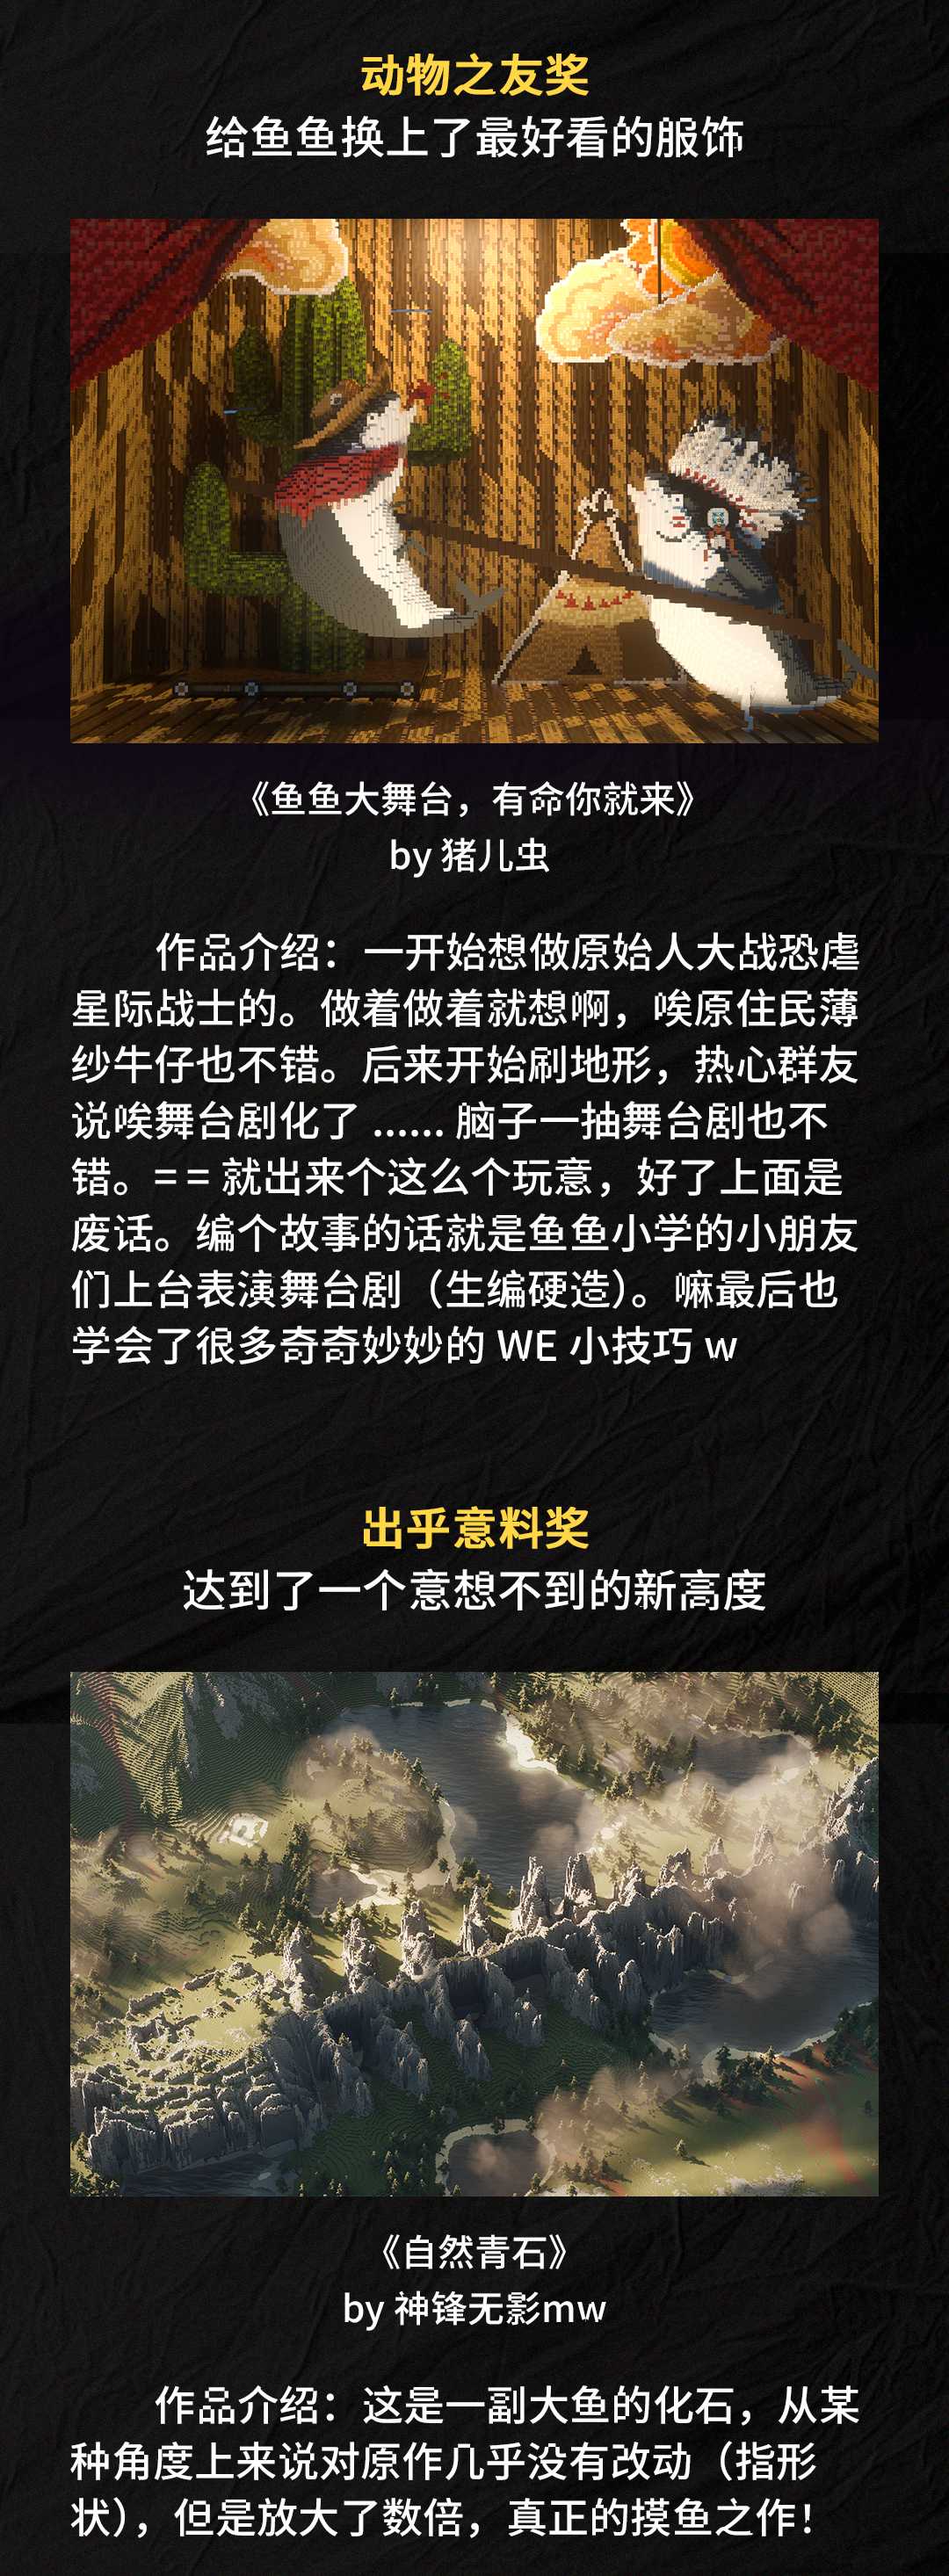 动物之友奖
给鱼鱼换上了最好看的服饰
《鱼鱼大舞台，有命你就来》
by 猪儿虫
作品介绍：一开始想做原始人大战恐虐
星际战士的。做着做着就想啊，唉原住民薄
纱牛仔也不错。后来开始刷地形，热心群友
说唉舞台剧化了 ...... 脑子一抽舞台剧也不
错。= = 就出来个这么个玩意，好了上面是
废话。编个故事的话就是鱼鱼小学的小朋友
们上台表演舞台剧（生编硬造）。嘛最后也
学会了很多奇奇妙妙的 WE 小技巧 w
出乎意料奖
达到了一个意想不到的新高度
《自然青石》
by 神锋无影mw
作品介绍：这是一副大鱼的化石，从某
种角度上来说对原作几乎没有改动（指形
状），但是放大了数倍，真正的摸鱼之作！